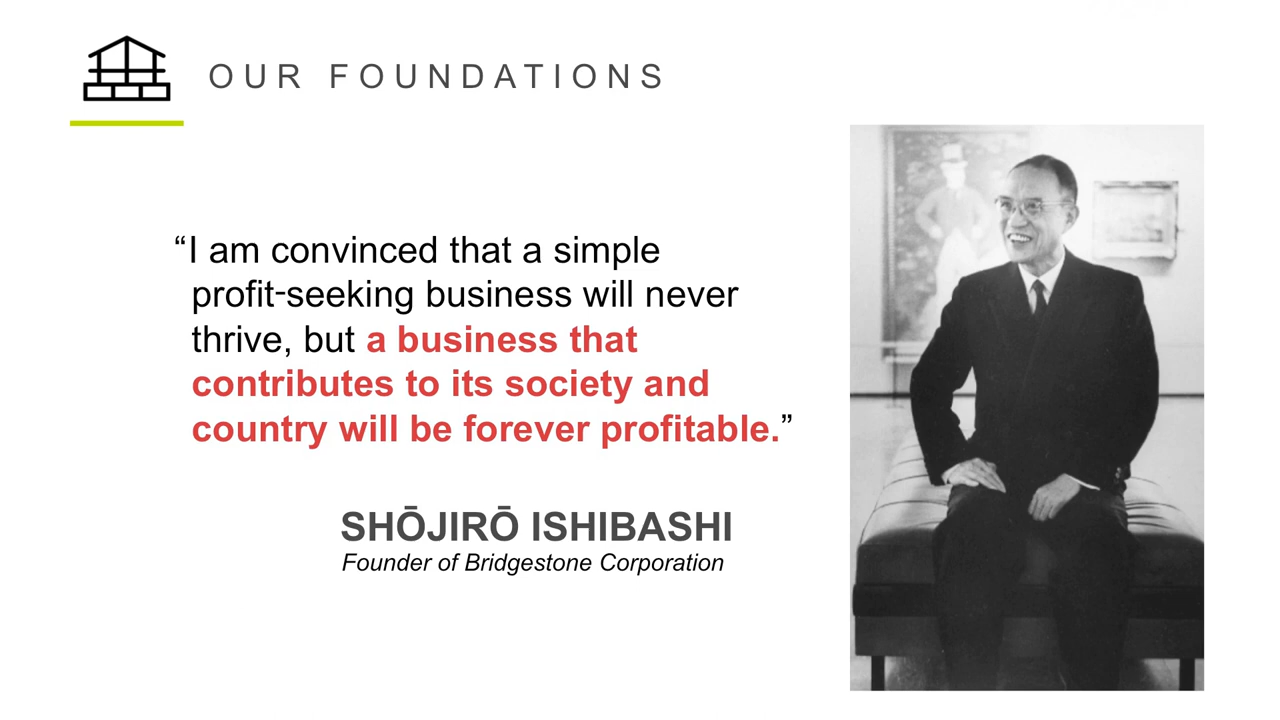 OUR FOUNDATIONS
“I am convinced that a simple
profit-seeking business will never
thrive, but a business that
contributes to its society and
country will be forever profitable.”
SHŌJIRŌ ISHIBASHI
Founder of Bridgestone Corporation